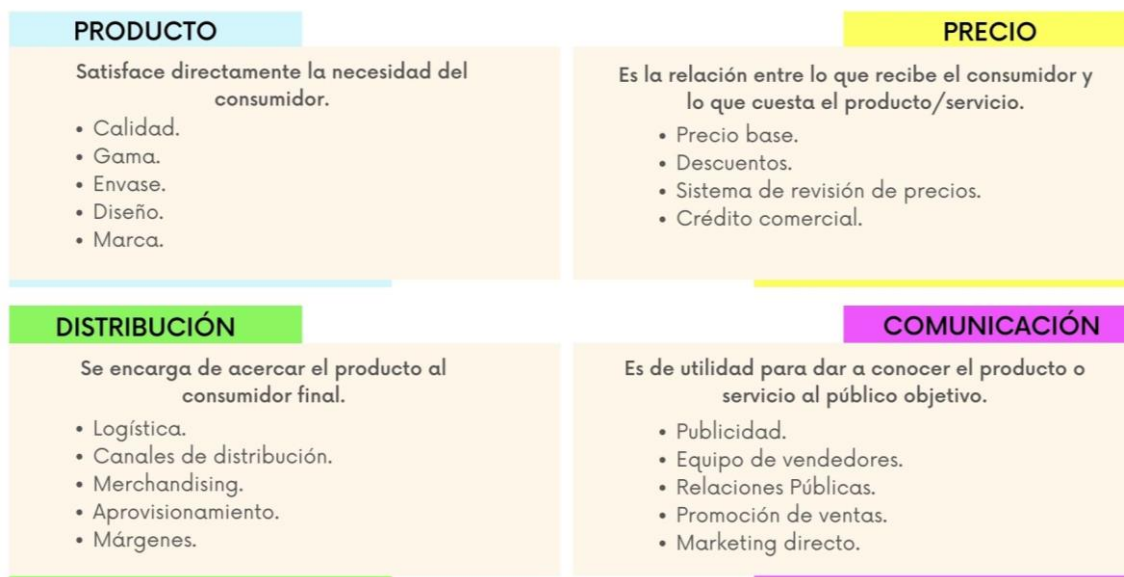 PRODUCTO
Satisface directamente la necesidad del
consumidor.
• Calidad.
• Gama.
• Envase.
• Diseño.
• Marca.
PRECIO
Es la relación entre lo que recibe el consumidor y
lo que cuesta el producto/servicio.
• Precio base.
• Descuentos.
• Sistema de revisión de precios.
• Crédito comercial.
DISTRIBUCIÓN
Se encarga de acercar el producto al
consumidor final.
• Logística.
• Canales de distribución.
• Merchandising.
• Aprovisionamiento.
• Márgenes.
COMUNICACIÓN
Es de utilidad para dar a conocer el producto o
servicio al público objetivo.
• Publicidad.
• Equipo de vendedores.
• Relaciones Públicas.
• Promoción de ventas.
• Marketing directo.